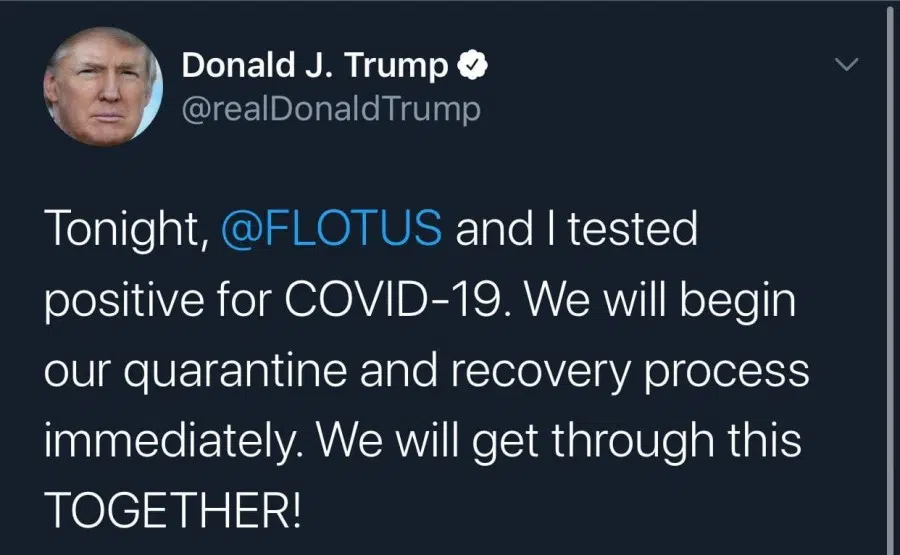 Donald J. Trump
@realDonaldTrump
Tonight, @FLOTUS and I tested
positive for COVID-19. We will begin
our quarantine and recovery process
immediately. We will get through this
TOGETHER!